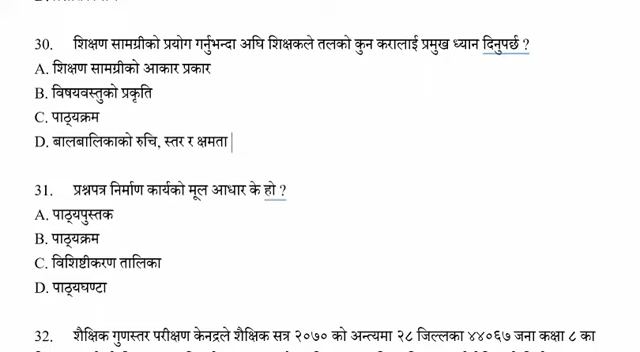 30. शिक्षण सामग्रीको प्रयोग गर्नुभन्दा अघि शिक्षकले तलको कुन करालाई प्रमुख ध्यान दिनुपर्छ ?
A. शिक्षण सामग्रीको आकार प्रकार
B. विषयवस्तुको प्रकृति
C. पाठ्यक्रम
D. बालबालिकाको रुचि, स्तर र क्षमता
31. प्रश्नपत्र निर्माण कार्यको मूल आधार के हो ?
A. पाठ्यपुस्तक
B. पाठ्यक्रम
C. विशिष्टीकरण तालिका
D. पाठ्यघण्टा
32. शैक्षिक गुणस्तर परीक्षण केनद्रले शैक्षिक सत्र २०७० को अन्त्यमा २८ जिल्लका ४४०६७ जना कक्षा ८ का